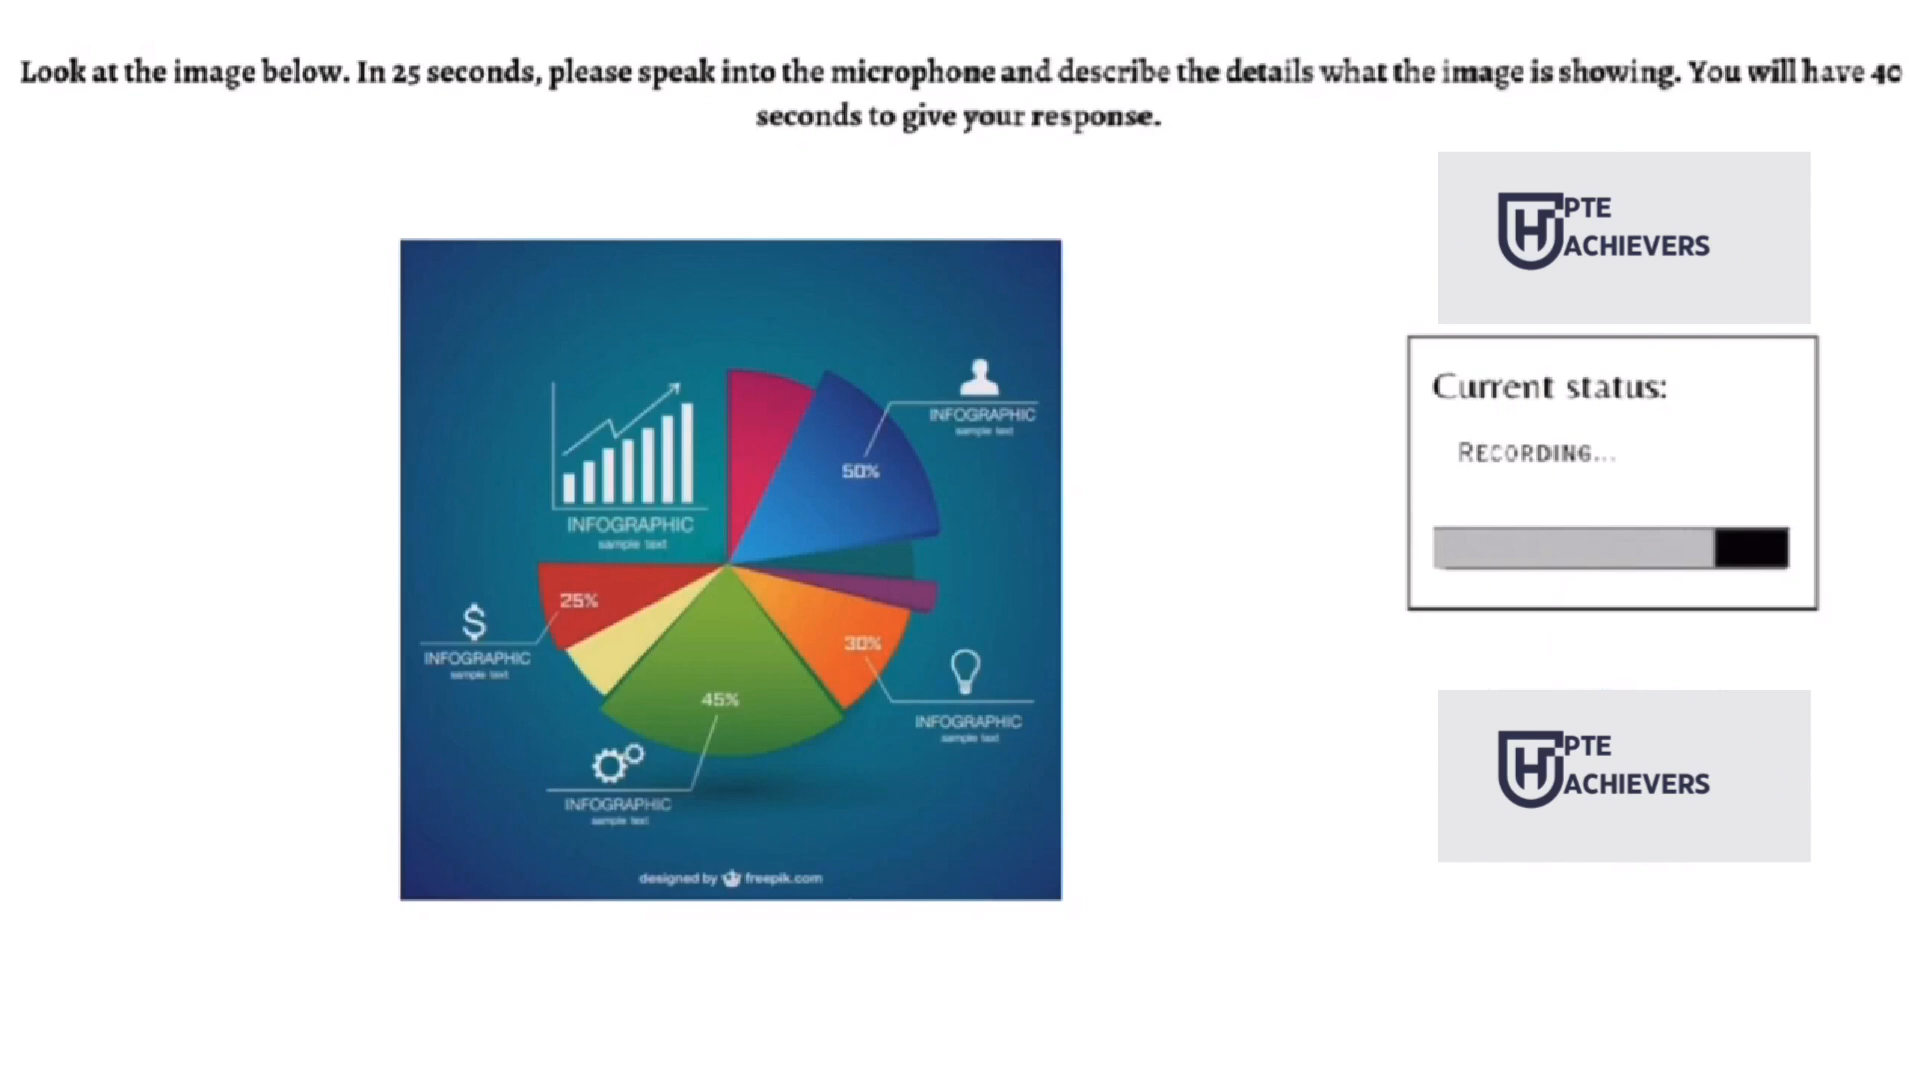 Look at the image below. In 25 seconds, please speak into the microphone and describe the details what the image is showing. You will have 40
seconds to give your response.
PTE
ACHIEVERS
Current status:
RECORDING...
INFOGRAPHIC
sample text
50%
INFOGRAPHIC
sample text
25%
$
INFOGRAPHIC
sample text
30%
INFOGRAPHIC
sample text
45%
INFOGRAPHIC
sample text
designed by freepik.com
PTE
ACHIEVERS